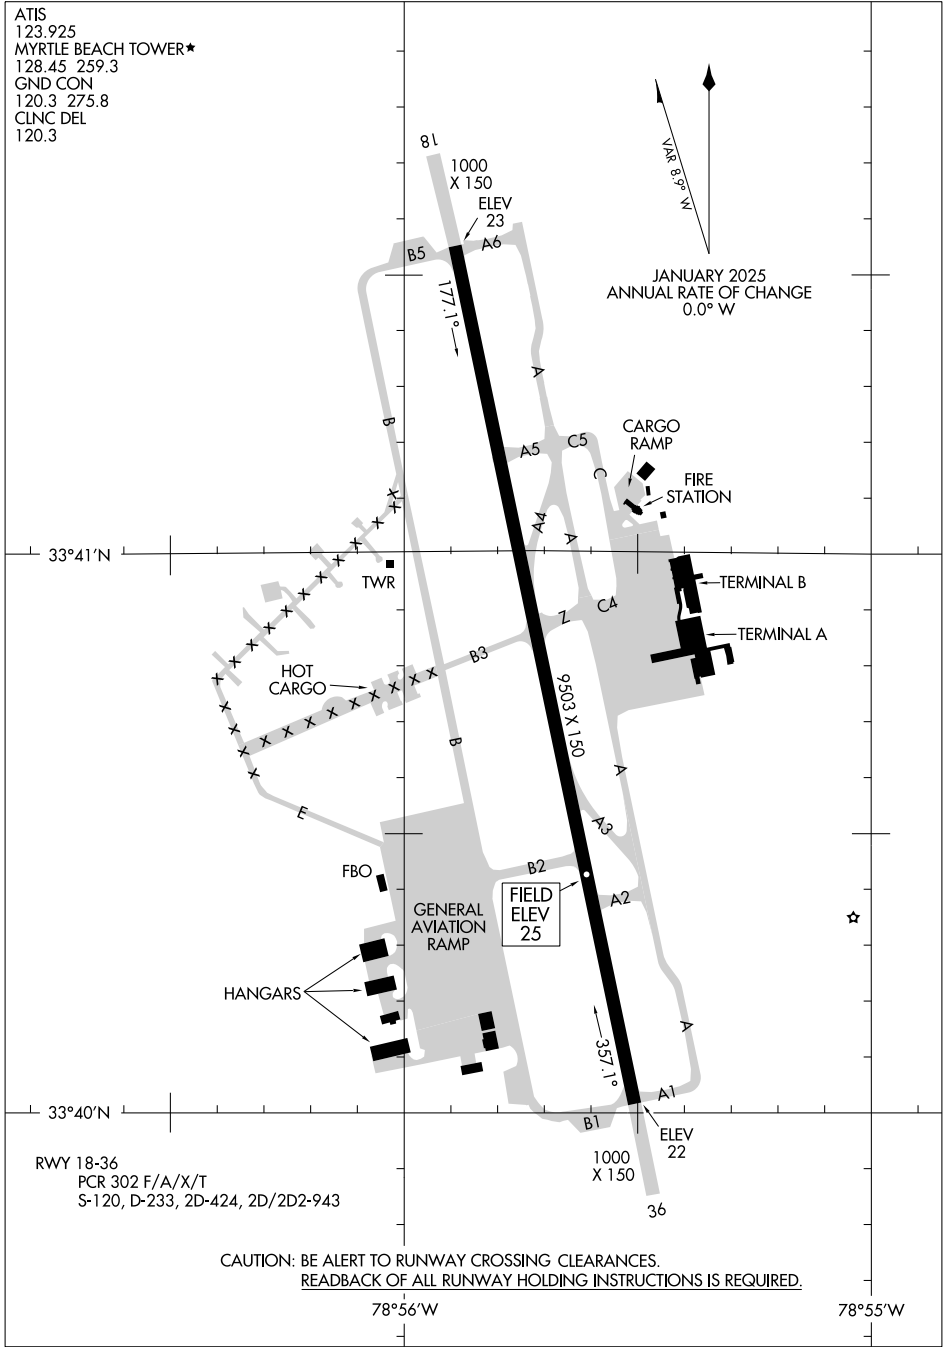 ATIS
123.925
MYRTLE BEACH TOWER★
128.45 259.3
GND CON
120.3 275.8
CLNC DEL
120.3
VAR 8.9° W
JANUARY 2025
ANNUAL RATE OF CHANGE
0.0° W
18
1000
X 150
ELEV
23
A6
B5
177.1°
A
B
A5
C5
C
CARGO
RAMP
FIRE
STATION
X
A4
A
33°41'N
TWR
TERMINAL B
C4
Z
TERMINAL A
B3
HOT
CARGO
9503 X 150
B
A
E
A3
B2
FBO
A2
FIELD
ELEV
25
GENERAL
AVIATION
RAMP
HANGARS
A
357.1°
A1
33°40'N
B1
ELEV
22
1000
X 150
36
RWY 18-36
PCR 302 F/A/X/T
S-120, D-233, 2D-424, 2D/2D2-943
CAUTION: BE ALERT TO RUNWAY CROSSING CLEARANCES.
READBACK OF ALL RUNWAY HOLDING INSTRUCTIONS IS REQUIRED.
78°56'W
78°55'W